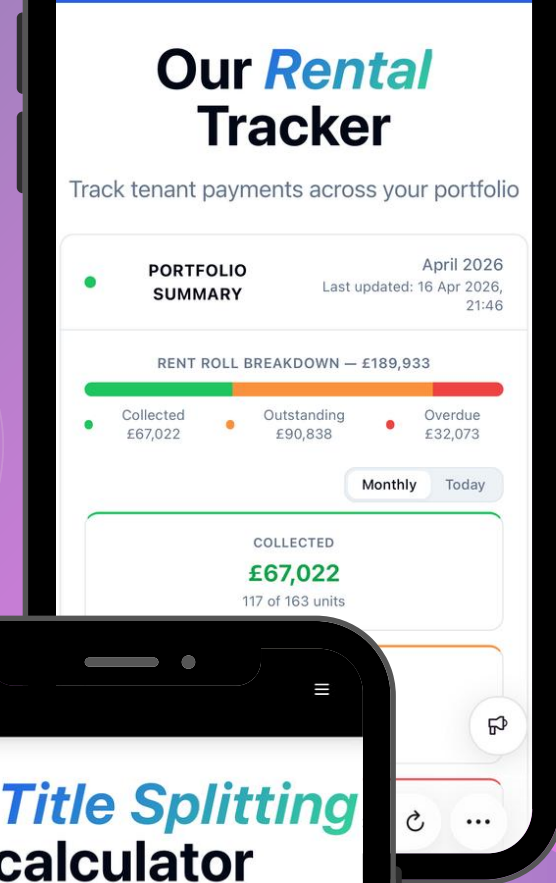 Our Rental
Tracker
Track tenant payments across your portfolio
PORTFOLIO
SUMMARY
April 2026
Last updated: 16 Apr 2026,
21:46
RENT ROLL BREAKDOWN — £189,933
Collected
£67,022
Outstanding
£90,838
Overdue
£32,073
Monthly Today
COLLECTED
£67,022
117 of 163 units
Title Splitting
calculator